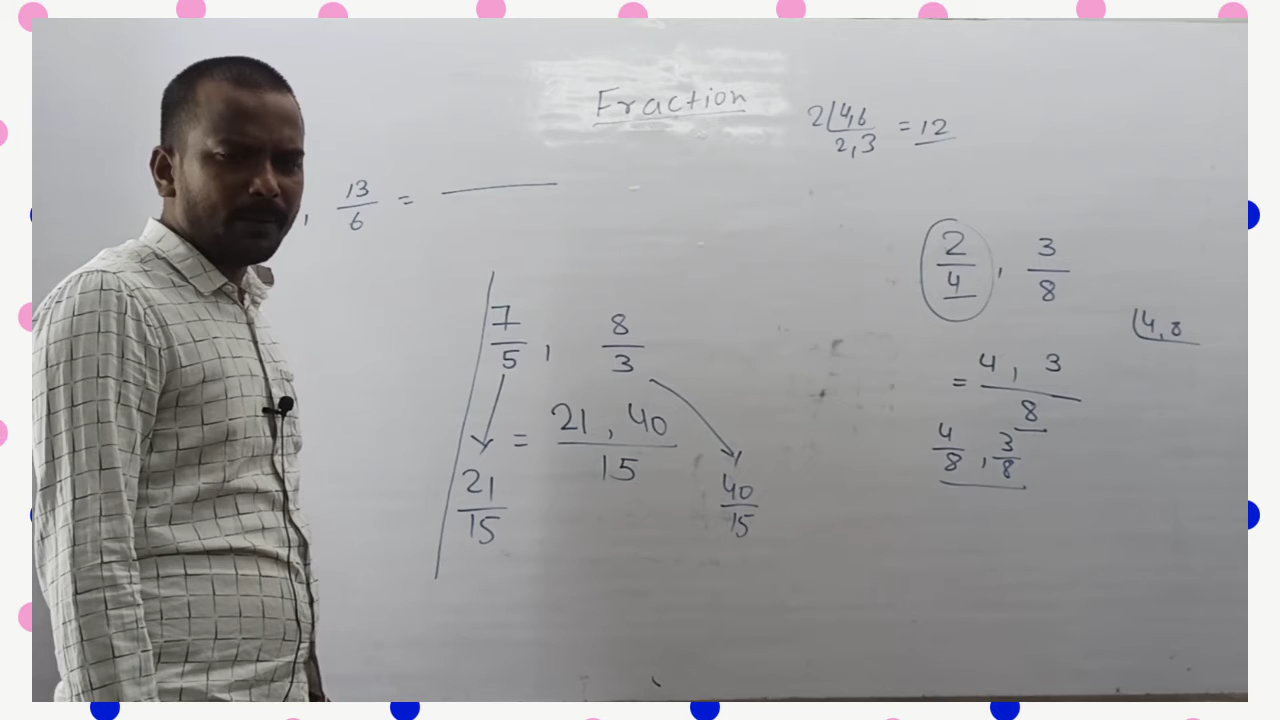 Fraction
2 | 4,6 = 12
2,3
, 13/6 =
2/4, 3/8
7/5, 8/3
(4,8
= 4, 3 / 8
= 21, 40 / 15
4/8, 3/8
21/15 40/15